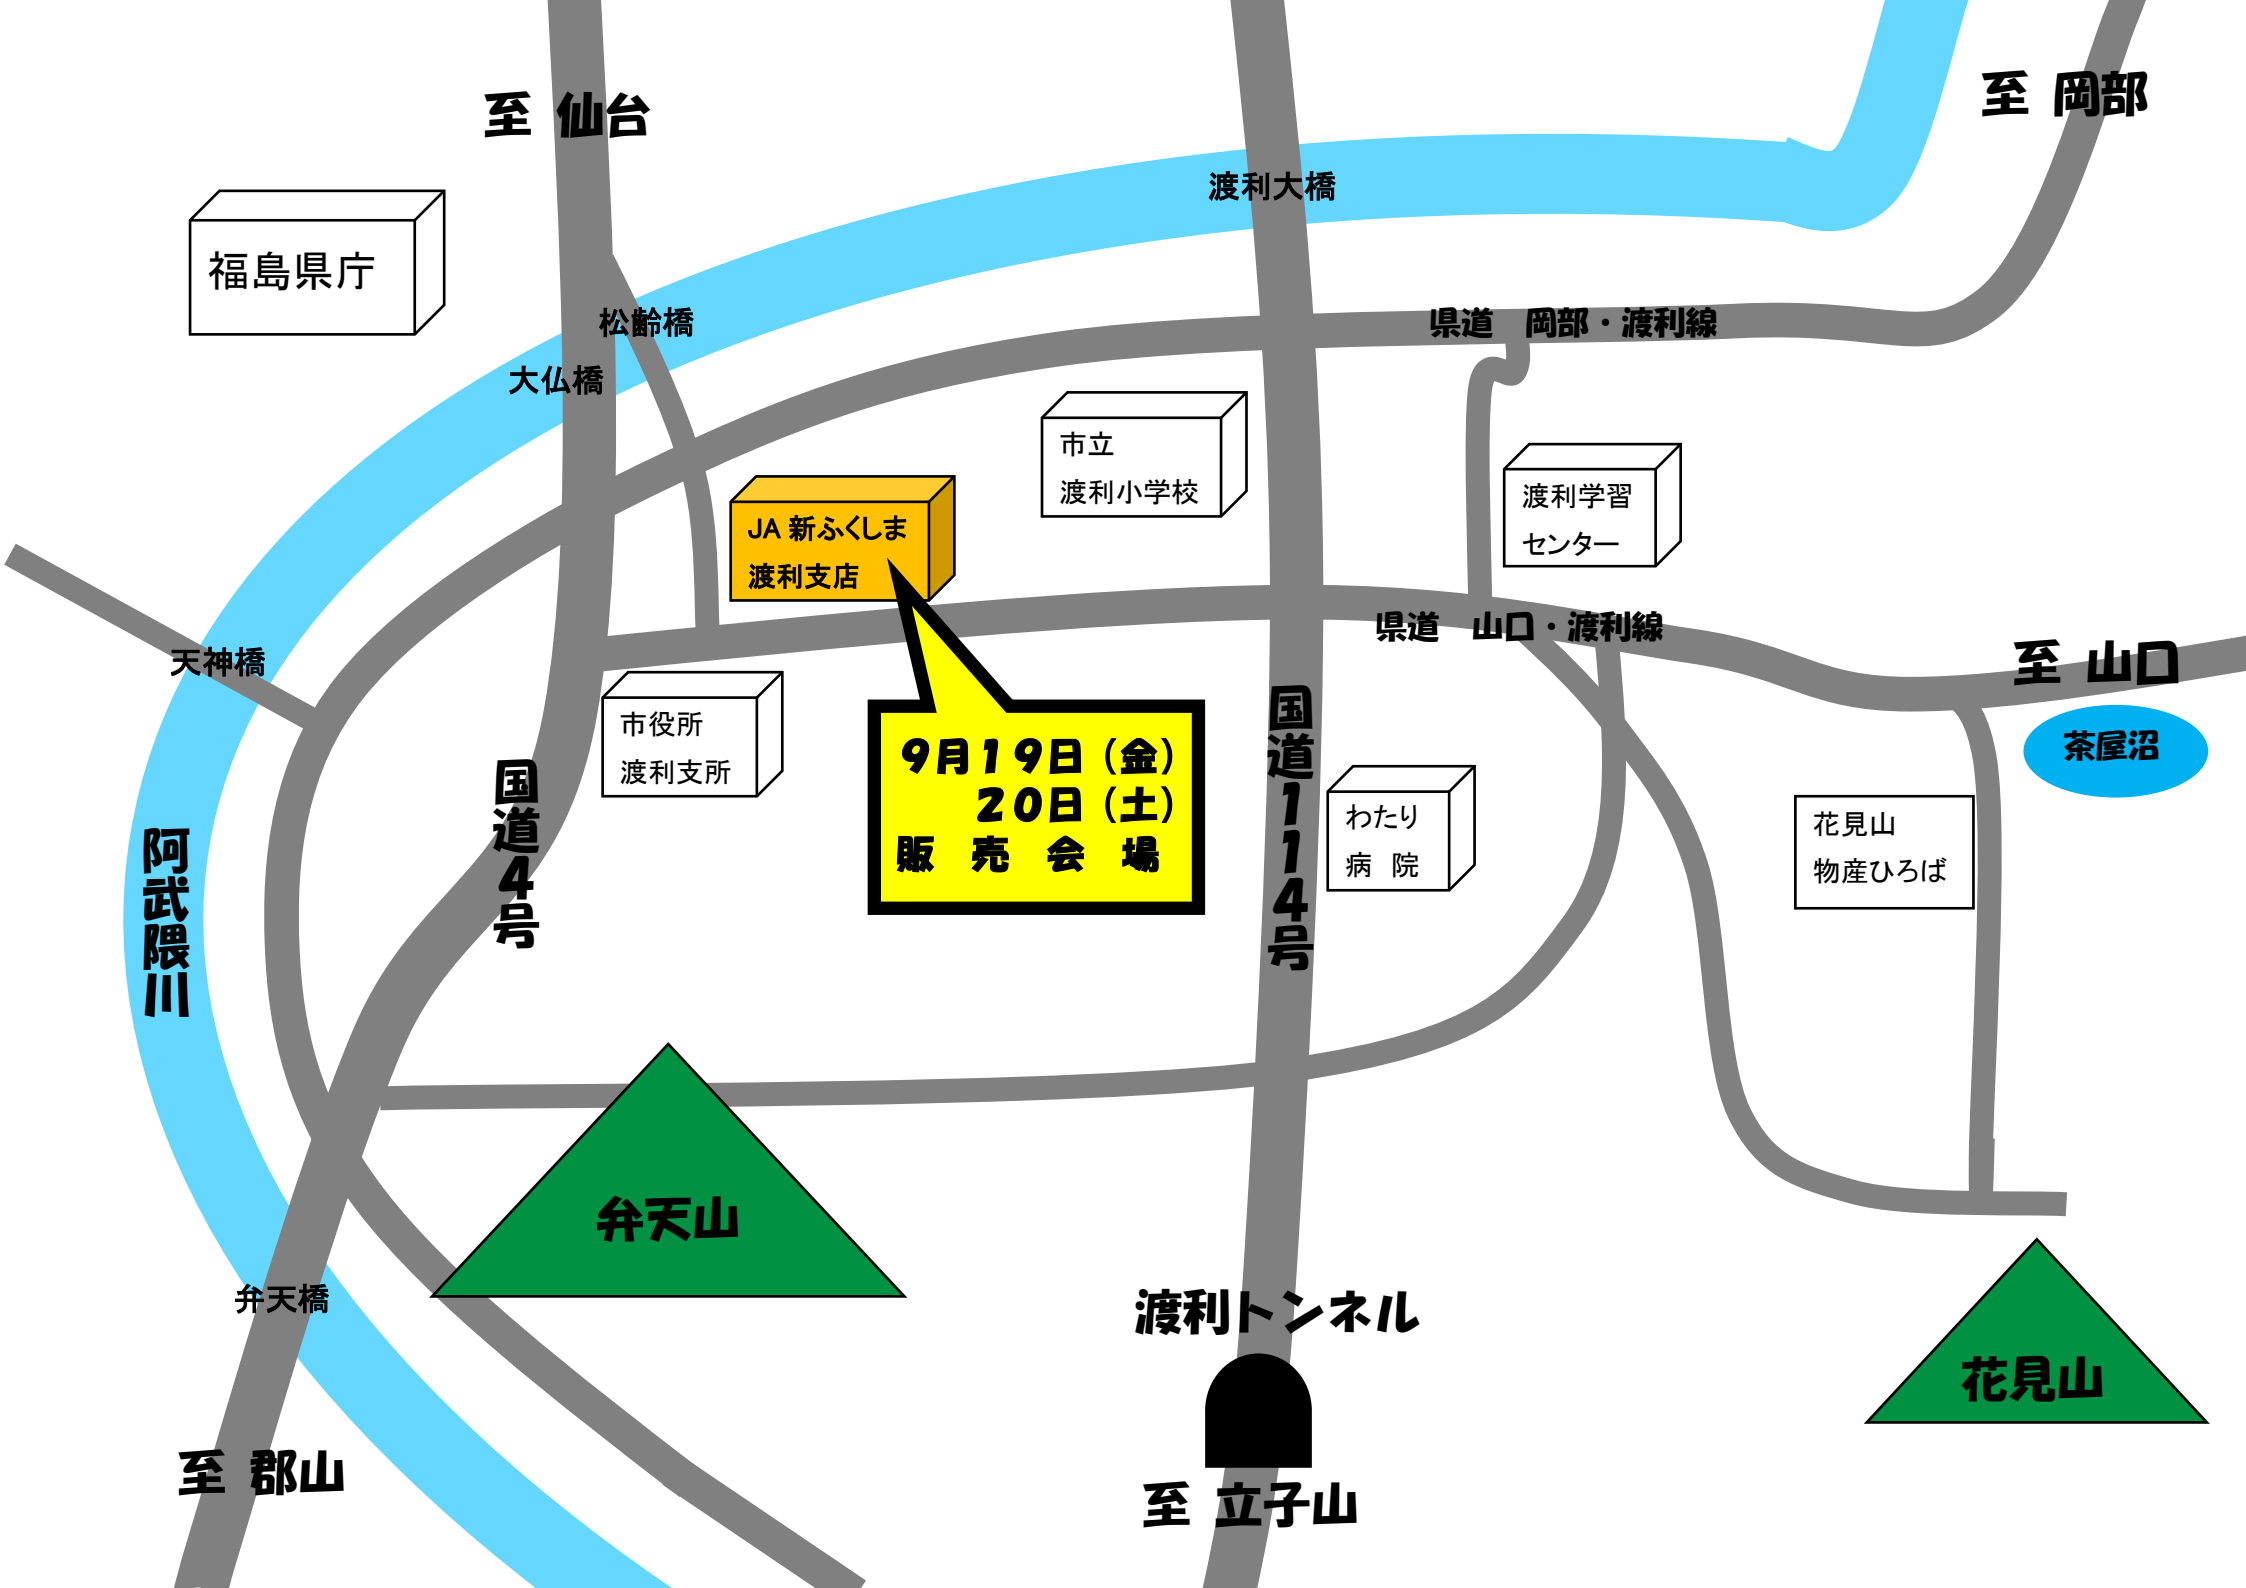 至 仙台
至 岡部
渡利大橋
福島県庁
松齢橋
県道　岡部・渡利線
大仏橋
市立
渡利小学校
渡利学習
センター
JA 新ふくしま
渡利支店
県道　山口・渡利線
天神橋
至 山口
茶屋沼
市役所
渡利支所
国道4号
国道114号
９月１９日（金）
２０日（土）
販　売　会　場
わたり
病　院
花見山
物産ひろば
阿武隈川
弁天山
弁天橋
渡利トンネル
花見山
至 郡山
至 立子山